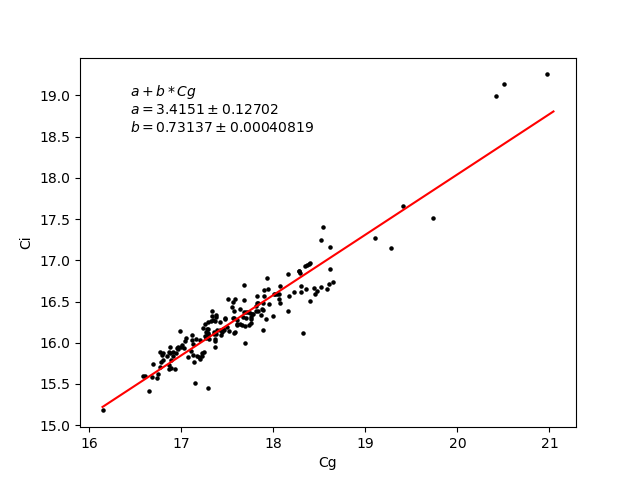 a + b * Cg
a = 3.4151 ± 0.12702
b = 0.73137 ± 0.00040819
19.0
18.5
18.0
17.5
17.0
16.5
16.0
15.5
15.0
Ci
16 17 18 19 20 21
Cg